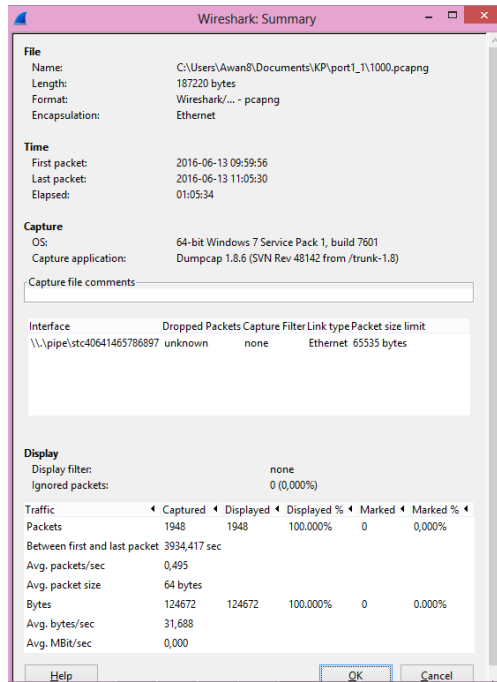 Wireshark: Summary
File
Name: C:\Users\Awan8\Documents\KP\port1_1\1000.pcapng
Length: 187220 bytes
Format: Wireshark/... - pcapng
Encapsulation: Ethernet
Time
First packet: 2016-06-13 09:59:56
Last packet: 2016-06-13 11:05:30
Elapsed: 01:05:34
Capture
OS: 64-bit Windows 7 Service Pack 1, build 7601
Capture application: Dumpcap 1.8.6 (SVN Rev 48142 from /trunk-1.8)
Capture file comments
Interface Dropped Packets Capture Filter Link type Packet size limit
\\.\pipe\stc40641465786897 unknown none Ethernet 65535 bytes
Display
Display filter: none
Ignored packets: 0 (0,000%)
Traffic Captured Displayed Displayed % Marked Marked %
Packets 1948 1948 100.000% 0 0,000%
Between first and last packet 3934,417 sec
Avg. packets/sec 0,495
Avg. packet size 64 bytes
Bytes 124672 124672 100.000% 0 0.000%
Avg. bytes/sec 31,688
Avg. MBit/sec 0,000
Help OK Cancel